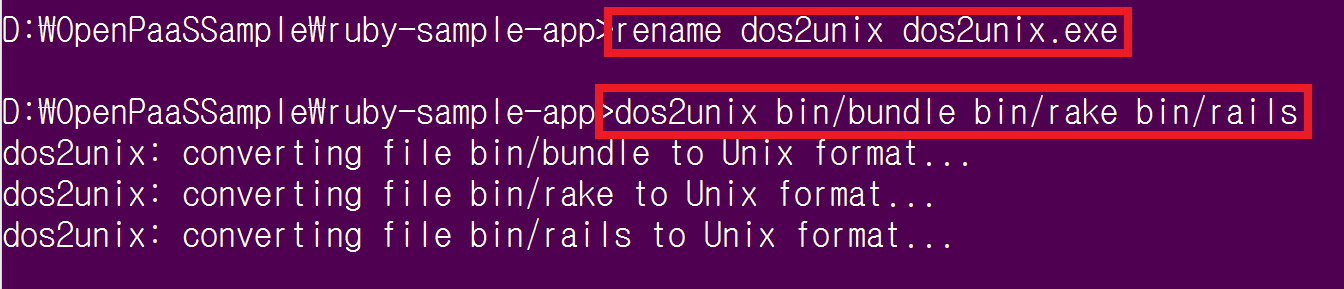 D:₩OpenPaaSSample₩ruby-sample-app>rename dos2unix dos2unix.exe
D:₩OpenPaaSSample₩ruby-sample-app>dos2unix bin/bundle bin/rake bin/rails
dos2unix: converting file bin/bundle to Unix format...
dos2unix: converting file bin/rake to Unix format...
dos2unix: converting file bin/rails to Unix format...